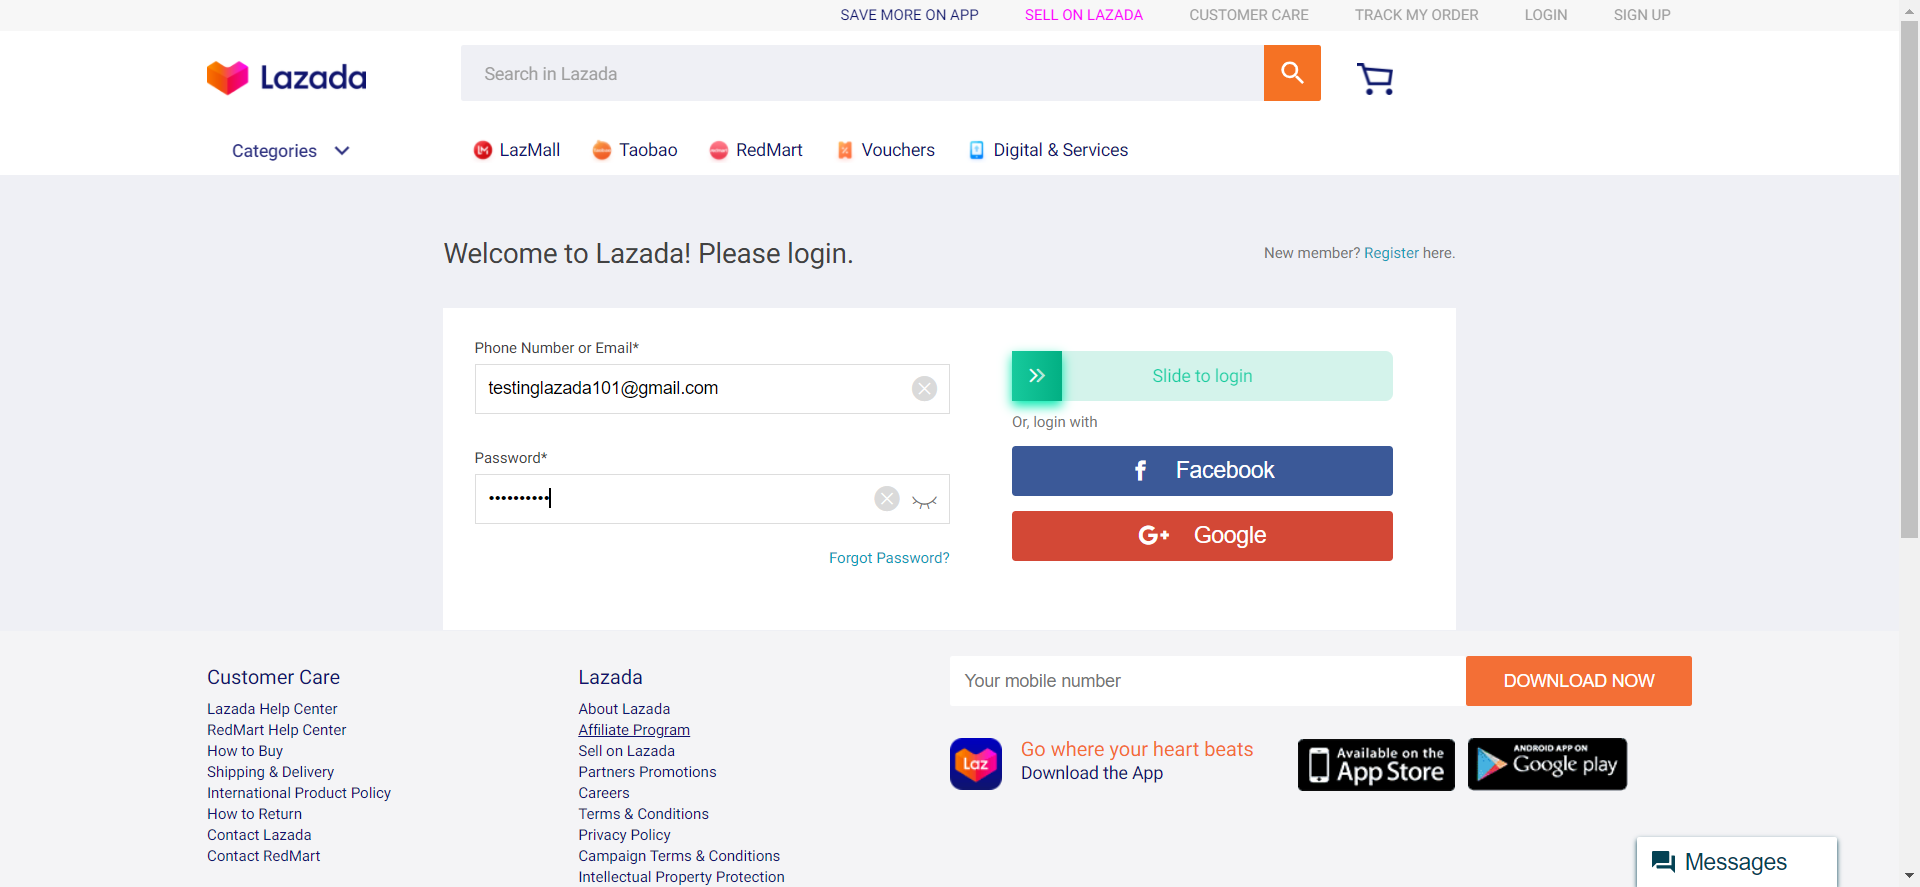 SAVE MORE ON APP SELL ON LAZADA CUSTOMER CARE TRACK MY ORDER LOGIN SIGN UP
Lazada Search in Lazada
Categories LazMall Taobao RedMart Vouchers Digital & Services
Welcome to Lazada! Please login. New member? Register here.
Phone Number or Email*
testinglazada101@gmail.com
Password*
••••••••••
Forgot Password?
Slide to login
Or, login with
Facebook
G+ Google
Customer Care
Lazada Help Center
RedMart Help Center
How to Buy
Shipping & Delivery
International Product Policy
How to Return
Contact Lazada
Contact RedMart
Lazada
About Lazada
Affiliate Program
Sell on Lazada
Partners Promotions
Careers
Terms & Conditions
Privacy Policy
Campaign Terms & Conditions
Intellectual Property Protection
Your mobile number DOWNLOAD NOW
Laz
Go where your heart beats
Download the App
Available on the
App Store
ANDROID APP ON
Google play
Messages